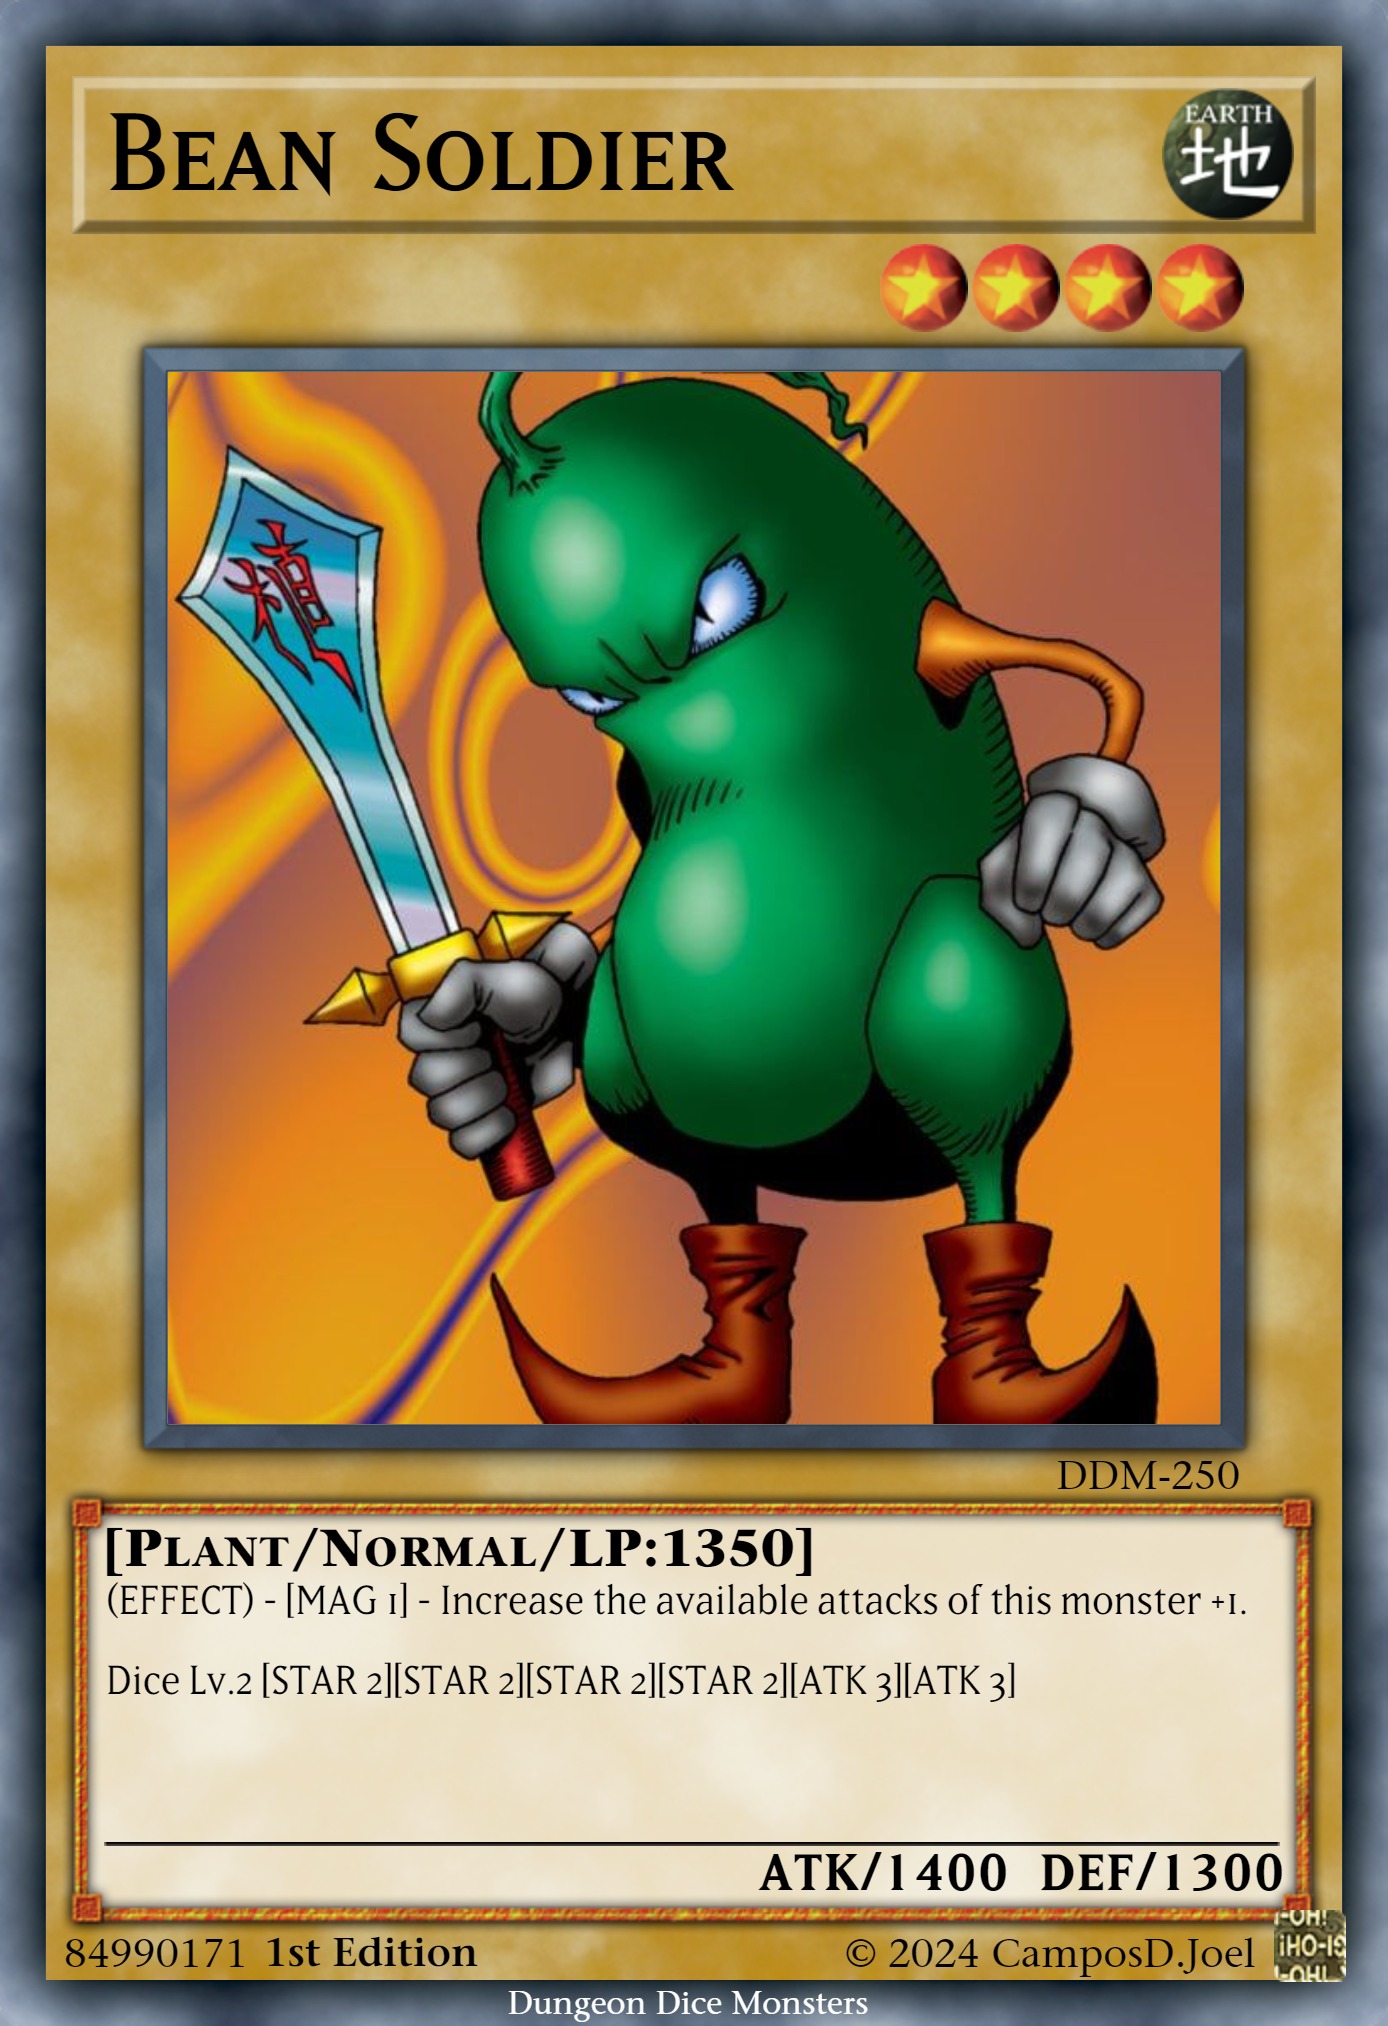 Bean Soldier
EARTH
地
DDM-250
[Plant/Normal/LP:1350]
(EFFECT) - [MAG 1] - Increase the available attacks of this monster +1.
Dice Lv.2 [STAR 2][STAR 2][STAR 2][STAR 2][ATK 3][ATK 3]
ATK/1400 DEF/1300
84990171 1st Edition
© 2024 CamposD.Joel
Dungeon Dice Monsters